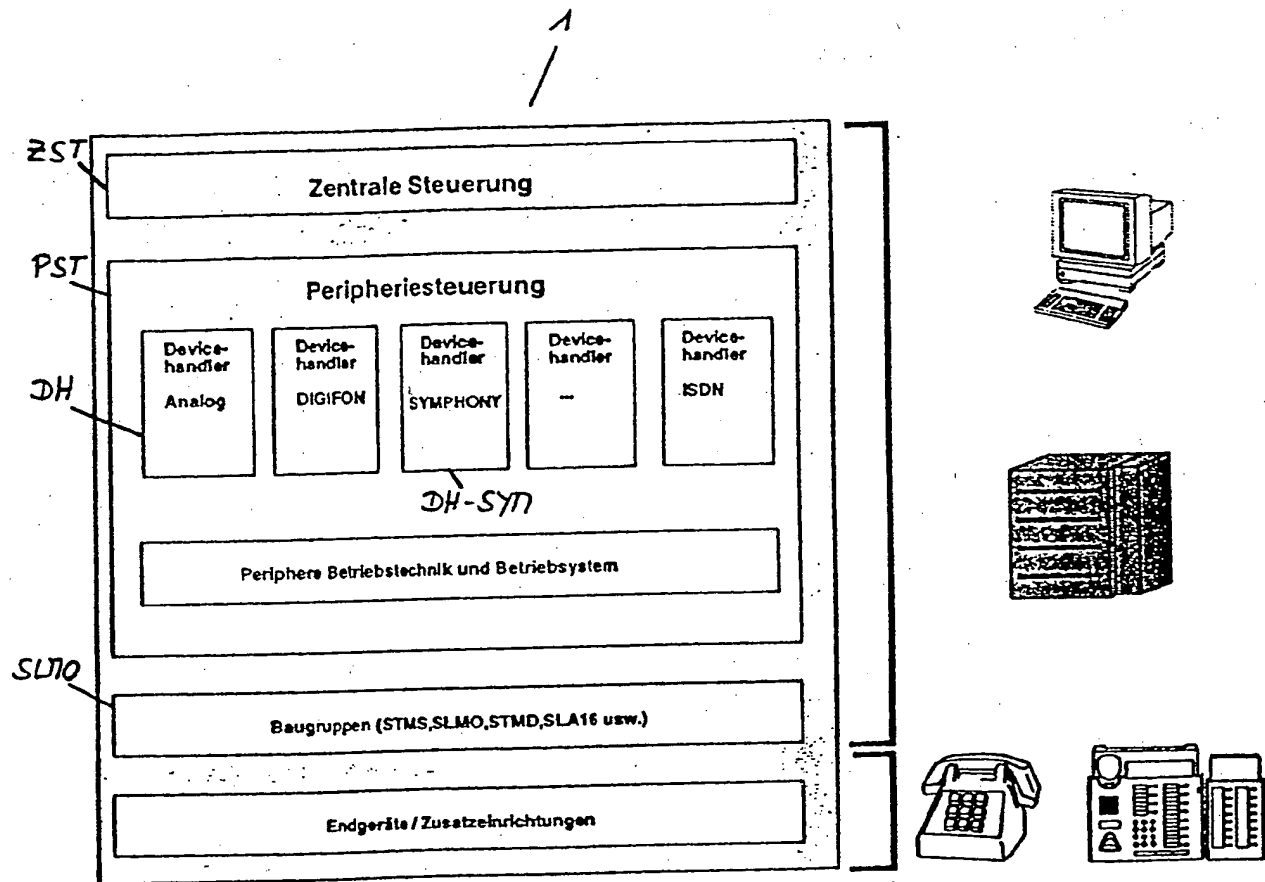 1
ZST
Zentrale Steuerung
PST
Peripheriesteuerung
Device-
handler
Analog
Device-
handler
DIGIFON
Device-
handler
SYMPHONY
Device-
handler
---
Device-
handler
ISDN
DH
DH-SYM
Periphere Betriebstechnik und Betriebsystem
SLMO
Baugruppen (STMS,SLMO,STMD,SLA16 usw.)
Endgeräte / Zusatzeinrichtungen